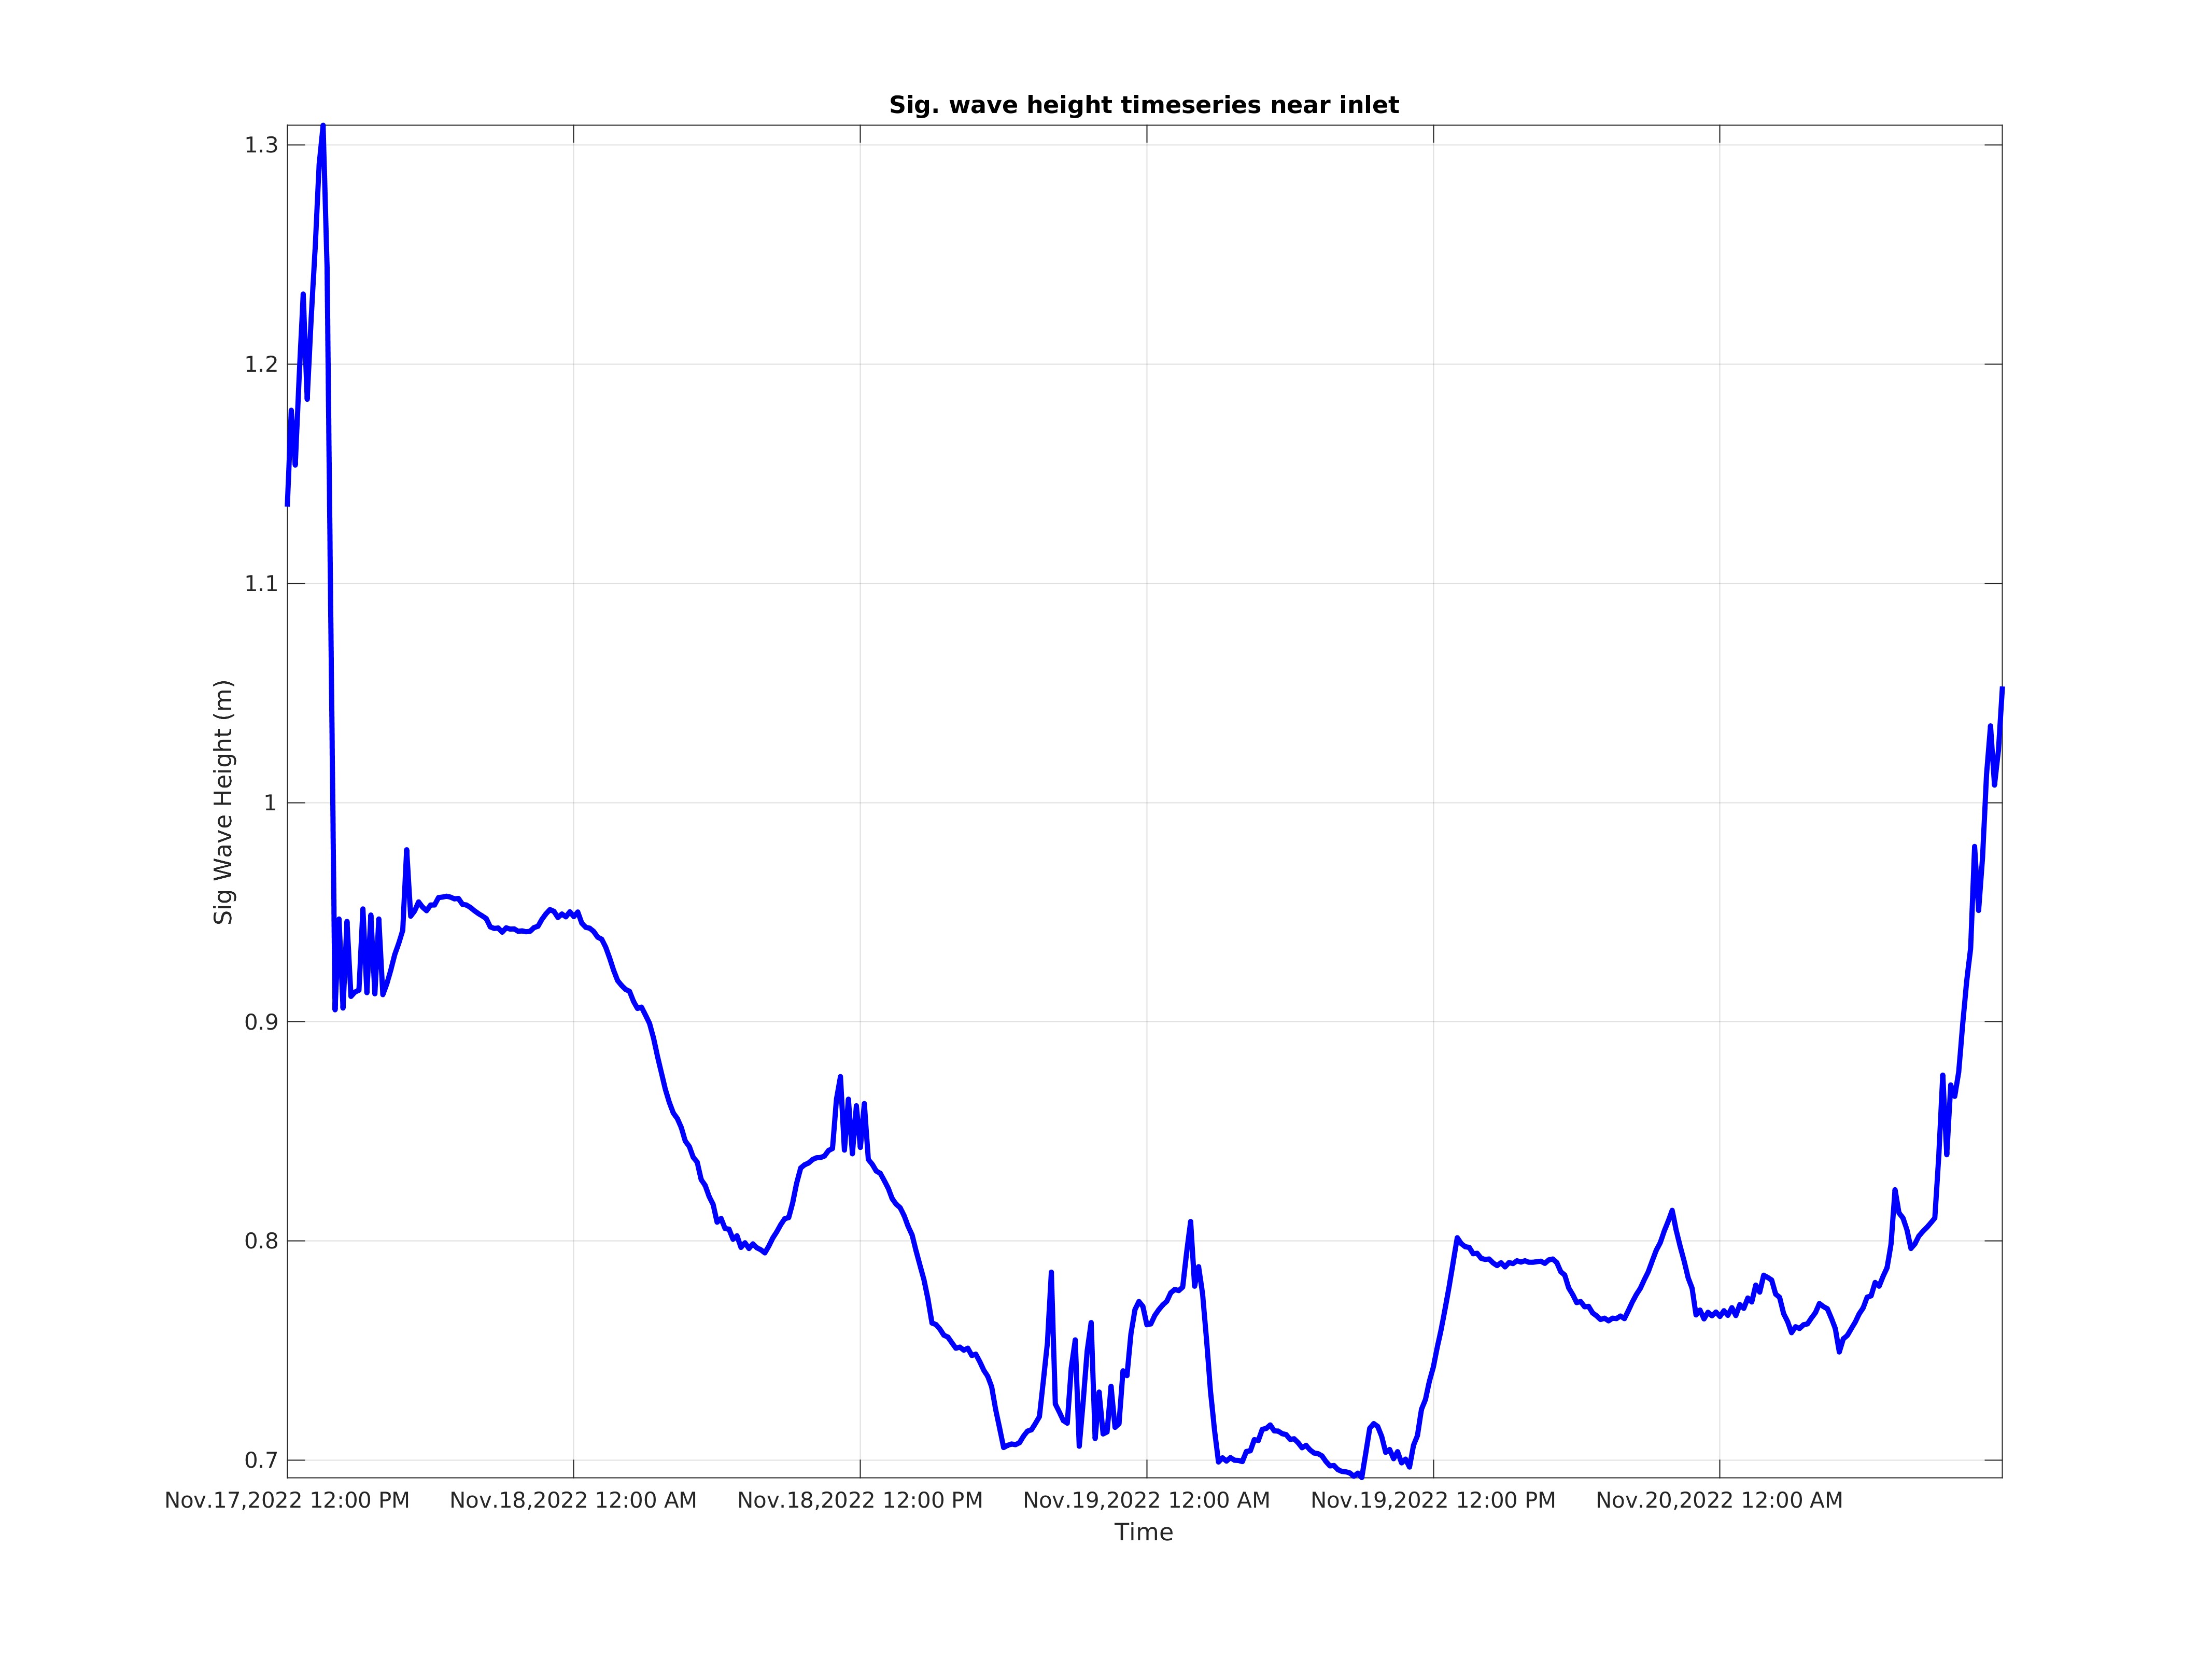 Sig. wave height timeseries near inlet
1.3
1.2
1.1
1
0.9
0.8
0.7
Sig Wave Height (m)
Nov.17,2022 12:00 PM
Nov.18,2022 12:00 AM
Nov.18,2022 12:00 PM
Nov.19,2022 12:00 AM
Nov.19,2022 12:00 PM
Nov.20,2022 12:00 AM
Time